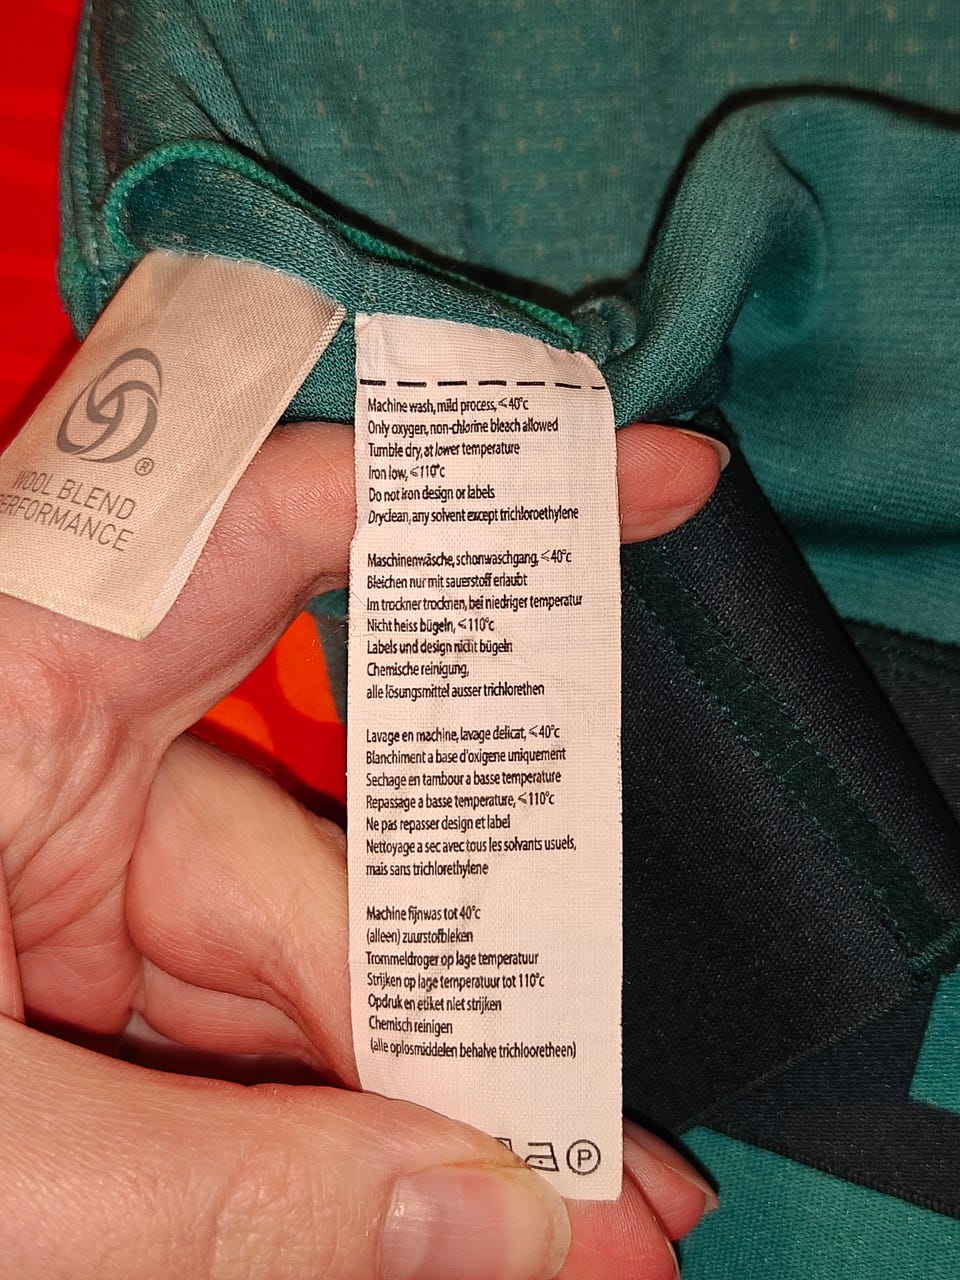 ®
WOOL BLEND
PERFORMANCE
Machine wash, mild process, ≤40°c
Only oxygen, non-chlorine bleach allowed
Tumble dry, at lower temperature
Iron low, ≤110°c
Do not iron design or labels
Dryclean, any solvent except trichloroethylene
Maschinenwäsche, schonwaschgang, ≤40°c
Bleichen nur mit sauerstoff erlaubt
Im trockner trocknen, bei niedriger temperatur
Nicht heiss bügeln, ≤110°c
Labels und design nicht bügeln
Chemische reinigung,
alle lösungsmittel ausser trichlorethen
Lavage en machine, lavage delicat, ≤40°c
Blanchiment a base d'oxigene uniquement
Sechage en tambour a basse temperature
Repassage a basse temperature, ≤110°c
Ne pas repasser design et label
Nettoyage a sec avec tous les solvants usuels,
mais sans trichlorethylene
Machine fijnwas tot 40°c
(alleen) zuurstofbleken
Trommeldroger op lage temperatuur
Strijken op lage temperatuur tot 110°c
Opdruk en etiket niet strijken
Chemisch reinigen
(alle oplosmiddelen behalve trichlooretheen)
P